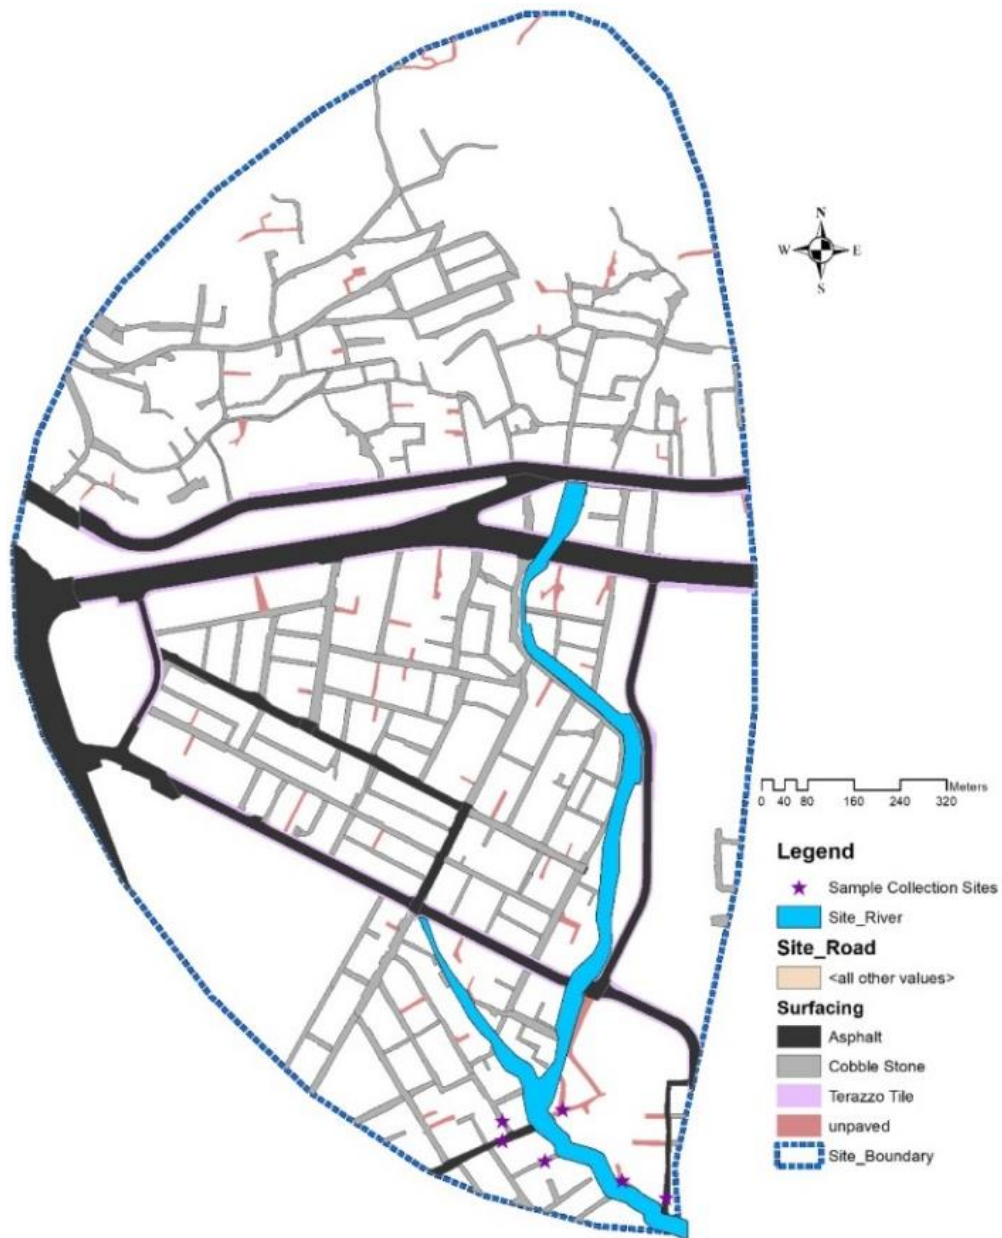 N
W E
S
Meters
0 40 80 160 240 320
Legend
Sample Collection Sites
Site_River
Site_Road
<all other values>
Surfacing
Asphalt
Cobble Stone
Terazzo Tile
unpaved
Site_Boundary